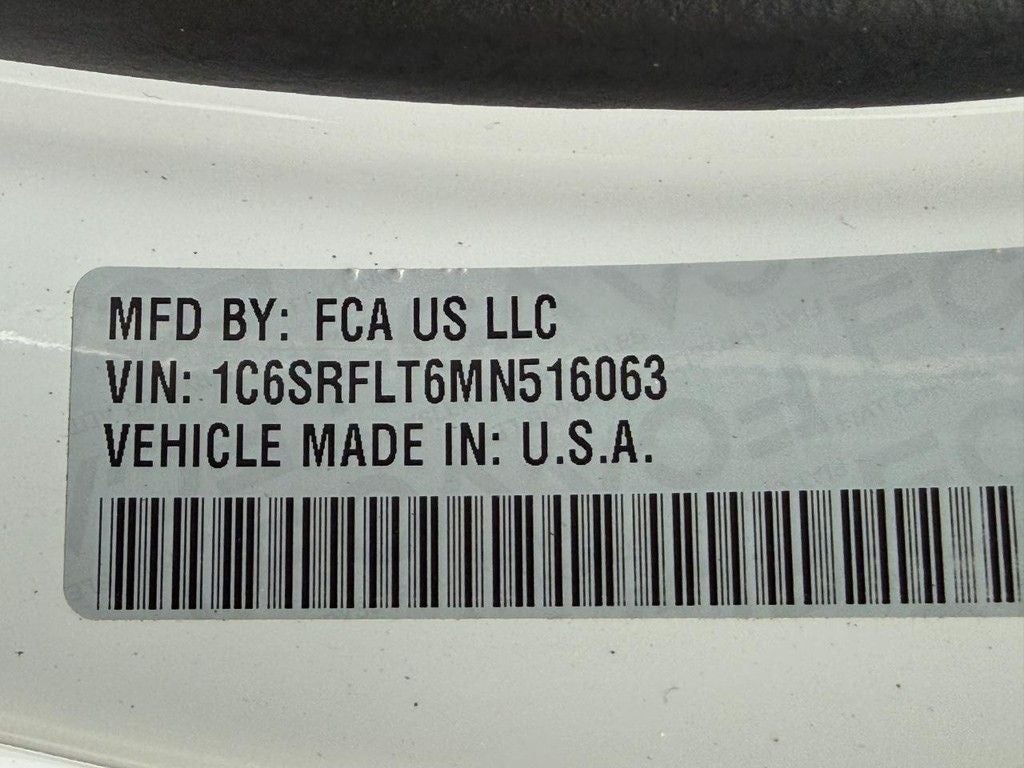 MFD BY: FCA US LLC
VIN: 1C6SRFLT6MN516063
VEHICLE MADE IN: U.S.A.